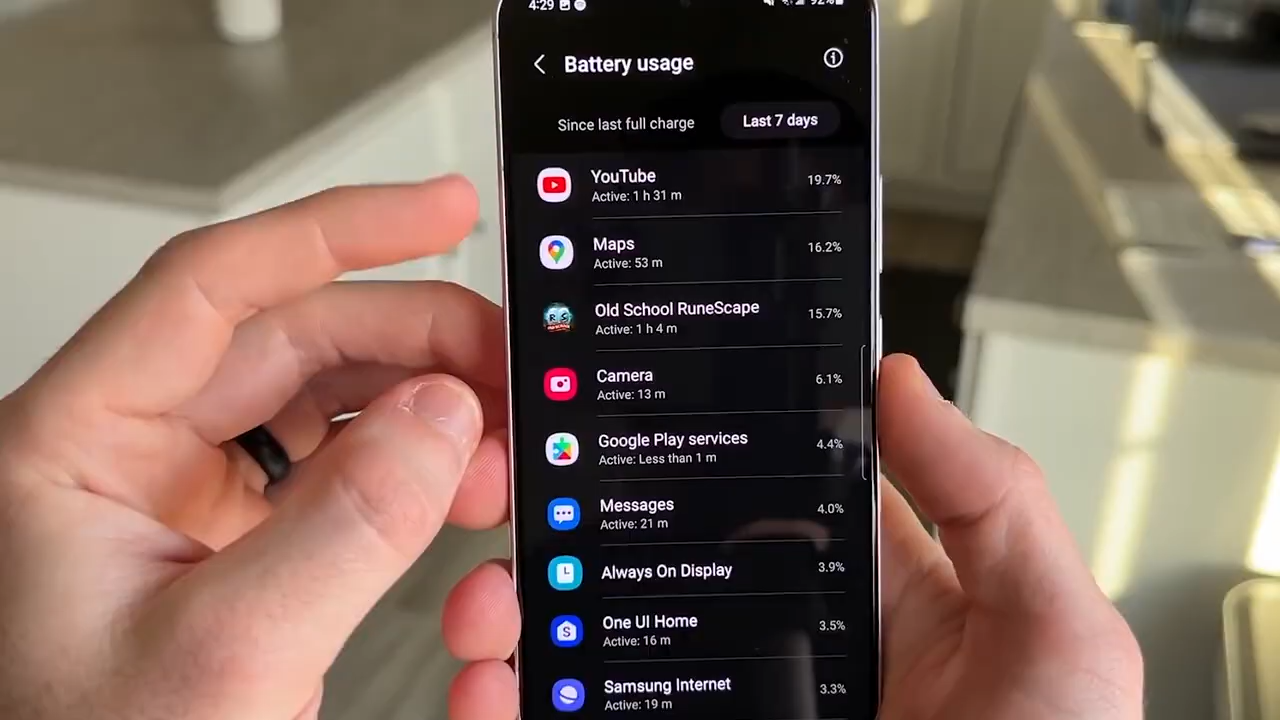 4:29 92%
Battery usage
Since last full charge Last 7 days
YouTube 19.7%
Active: 1 h 31 m
Maps 16.2%
Active: 53 m
Old School RuneScape 15.7%
Active: 1 h 4 m
Camera 6.1%
Active: 13 m
Google Play services 4.4%
Active: Less than 1 m
Messages 4.0%
Active: 21 m
Always On Display 3.9%
One UI Home 3.5%
Active: 16 m
Samsung Internet 3.3%
Active: 19 m